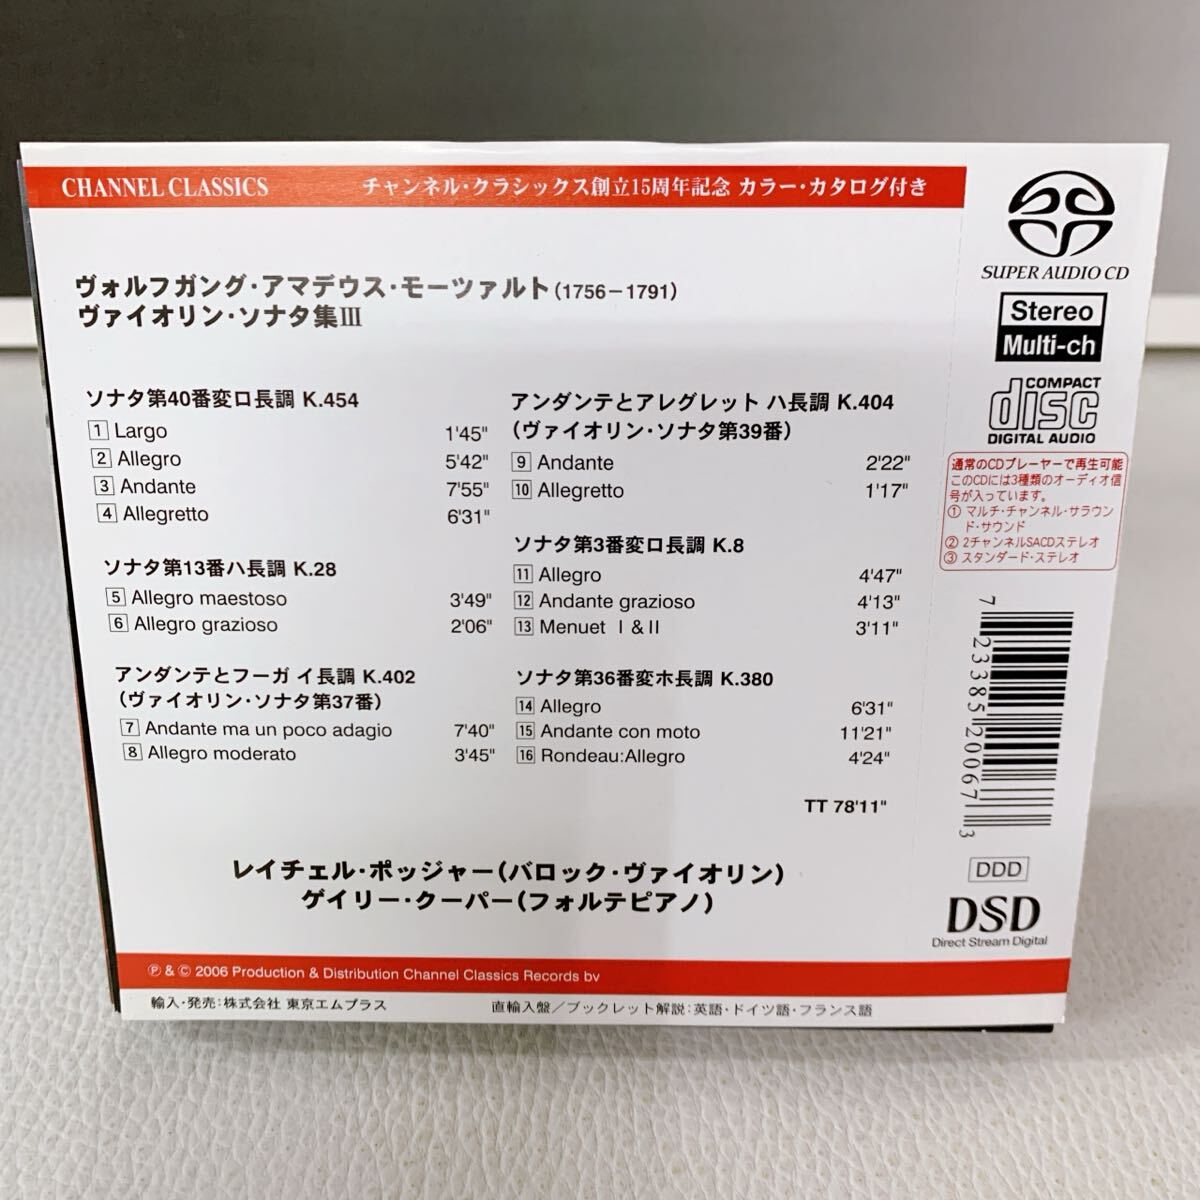 CHANNEL CLASSICS チャンネル・クラシックス創立15周年記念 カラー・カタログ付き
ヴォルフガング・アマデウス・モーツァルト(1756－1791)
ヴァイオリン・ソナタ集III
ソナタ第40番変ロ長調 K.454
1 Largo 1'45"
2 Allegro 5'42"
3 Andante 7'55"
4 Allegretto 6'31"
ソナタ第13番ハ長調 K.28
5 Allegro maestoso 3'49"
6 Allegro grazioso 2'06"
アンダンテとフーガ イ長調 K.402
(ヴァイオリン・ソナタ第37番)
7 Andante ma un poco adagio 7'40"
8 Allegro moderato 3'45"
アンダンテとアレグレット ハ長調 K.404
(ヴァイオリン・ソナタ第39番)
9 Andante 2'22"
10 Allegretto 1'17"
ソナタ第3番変ロ長調 K.8
11 Allegro 4'47"
12 Andante grazioso 4'13"
13 Menuet I & II 3'11"
ソナタ第36番変ホ長調 K.380
14 Allegro 6'31"
15 Andante con moto 11'21"
16 Rondeau:Allegro 4'24"
TT 78'11"
レイチェル・ポッジャー(バロック・ヴァイオリン)
ゲイリー・クーパー(フォルテピアノ)
℗ & © 2006 Production & Distribution Channel Classics Records bv
輸入・発売:株式会社 東京エムプラス 直輸入盤/ブックレット解説:英語・ドイツ語・フランス語
SUPER AUDIO CD
Stereo
Multi-ch
COMPACT
disc
DIGITAL AUDIO
通常のCDプレーヤーで再生可能
このCDには3種類のオーディオ信
号が入っています。
① マルチ・チャンネル・サラウン
ド・サウンド
② 2チャンネルSACDステレオ
③ スタンダード・ステレオ
7 23385 20067 3
DDD
DSD
Direct Stream Digital